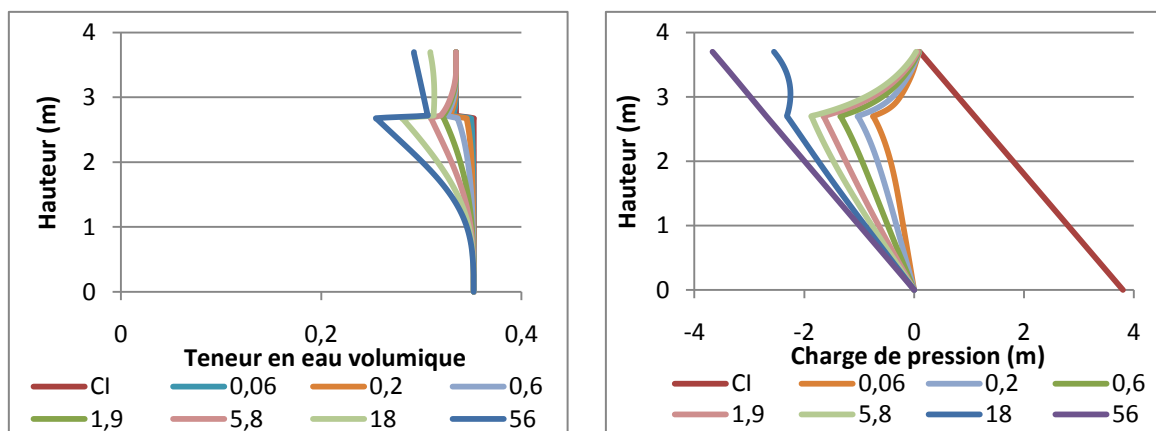 4
3
2
1
0
Hauteur (m)
0 0,2 0,4
Teneur en eau volumique
CI 0,06 0,2 0,6
1,9 5,8 18 56
4
3
2
1
0
Hauteur (m)
-4 -2 0 2 4
Charge de pression (m)
CI 0,06 0,2 0,6
1,9 5,8 18 56